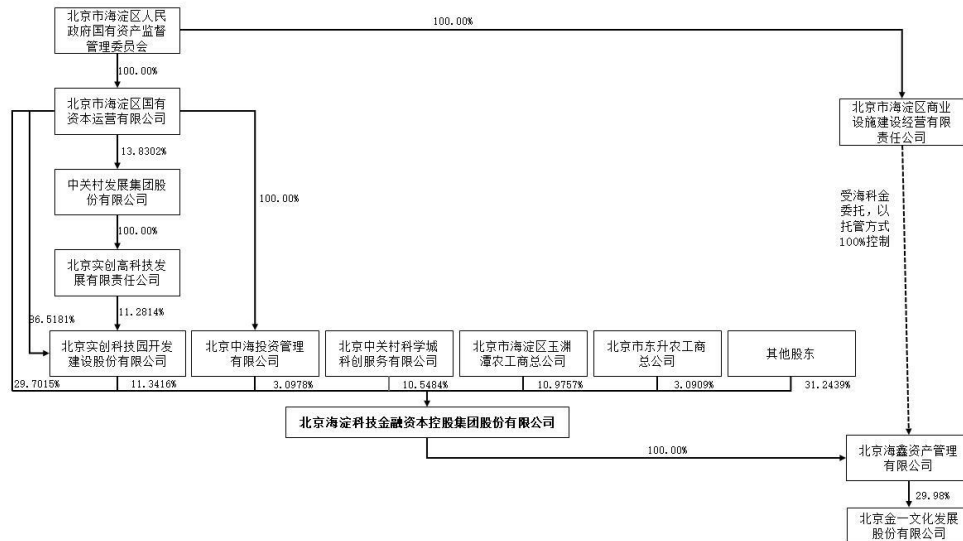 北京市海淀区人民
政府国有资产监督
管理委员会
100.00%
100.00%
北京市海淀区国有
资本运营有限公司
北京市海淀区商业
设施建设经营有限
责任公司
13.8302%
中关村发展集团股
份有限公司
100.00%
受海科金
委托，以
托管方式
100%控制
100.00%
北京实创高科技发
展有限责任公司
86.5181%
11.2814%
北京实创科技园开发
建设股份有限公司
北京中海投资管理
有限公司
北京中关村科学城
科创服务有限公司
北京市海淀区玉渊
潭农工商总公司
北京市东升农工商
总公司
其他股东
29.7015%
11.3416%
3.0978%
10.5484%
10.9757%
3.0909%
31.2439%
北京海淀科技金融资本控股集团股份有限公司
100.00%
北京海鑫资产管理
有限公司
29.98%
北京金一文化发展
股份有限公司